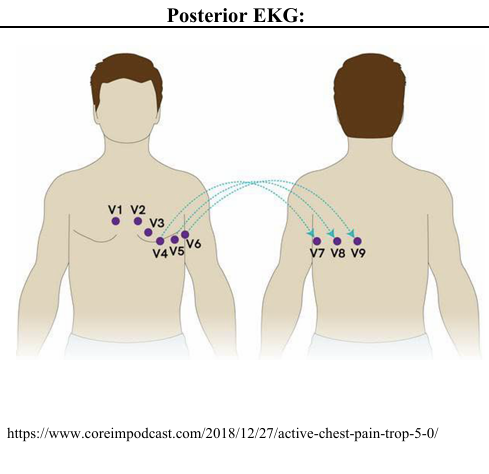 Posterior EKG:
V1 V2
V3
V4 V5 V6
V7 V8 V9
https://www.coreimpodcast.com/2018/12/27/active-chest-pain-trop-5-0/